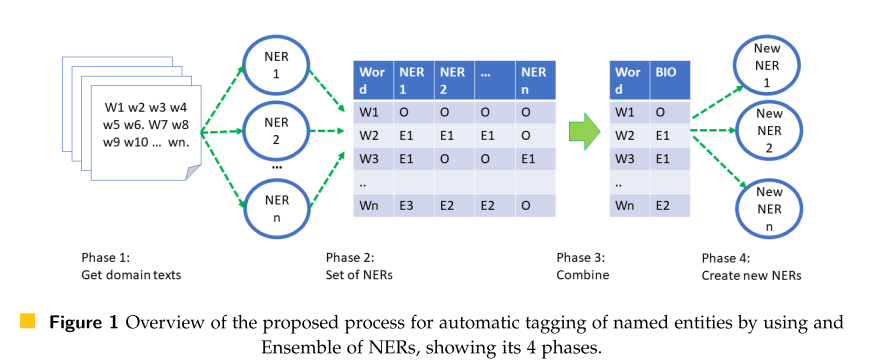 W1 w2 w3 w4
w5 w6. W7 w8
w9 w10 ... wn.
NER
1
NER
2
...
NER
n
Wor
d
NER
1
NER
2
...
NER
n
W1 O O O O
W2 E1 E1 E1 O
W3 E1 O O E1
..
Wn E3 E2 E2 O
Wor
d
BIO
W1 O
W2 E1
W3 E1
..
Wn E2
New
NER
1
New
NER
2
New
NER
n
Phase 1:
Get domain texts
Phase 2:
Set of NERs
Phase 3:
Combine
Phase 4:
Create new NERs
Figure 1 Overview of the proposed process for automatic tagging of named entities by using and
Ensemble of NERs, showing its 4 phases.